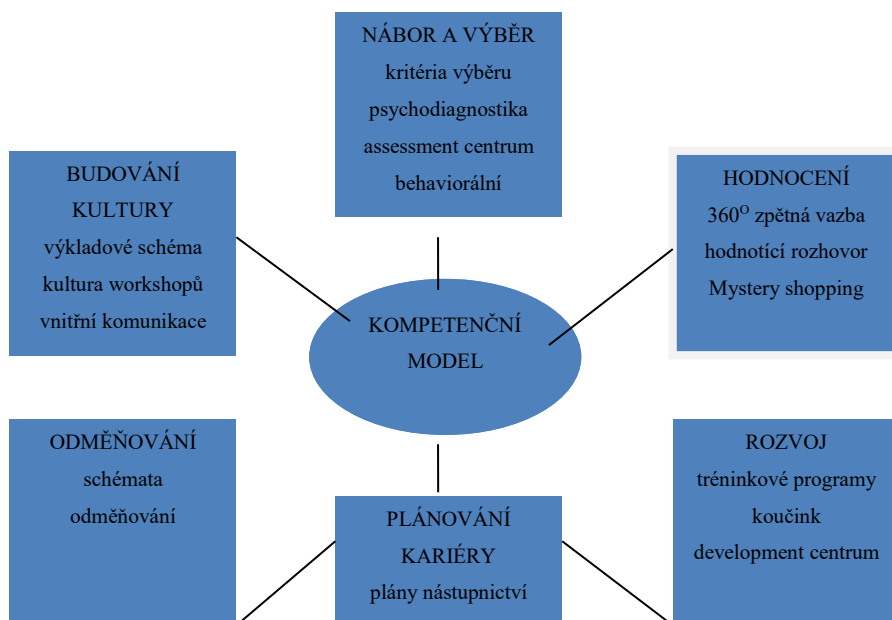 NÁBOR A VÝBĚR
kritéria výběru
psychodiagnostika
assessment centrum
behaviorální
BUDOVÁNÍ
KULTURY
výkladové schéma
kultura workshopů
vnitřní komunikace
HODNOCENÍ
360⁰ zpětná vazba
hodnotící rozhovor
Mystery shopping
KOMPETENČNÍ
MODEL
ODMĚŇOVÁNÍ
schémata
odměňování
PLÁNOVÁNÍ
KARIÉRY
plány nástupnictví
ROZVOJ
tréninkové programy
koučink
development centrum